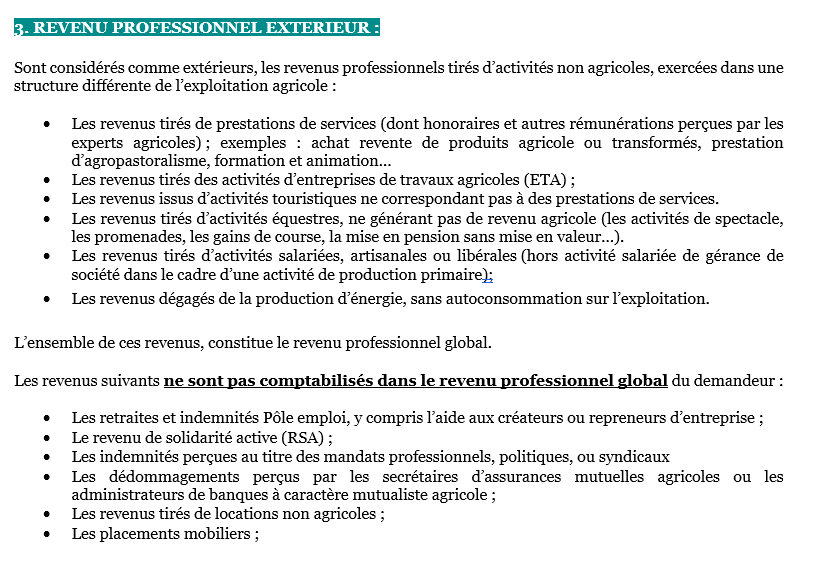 3. REVENU PROFESSIONNEL EXTERIEUR :
Sont considérés comme extérieurs, les revenus professionnels tirés d’activités non agricoles, exercées dans une
structure différente de l’exploitation agricole :
• Les revenus tirés de prestations de services (dont honoraires et autres rémunérations perçues par les
experts agricoles) ; exemples : achat revente de produits agricole ou transformés, prestation
d’agropastoralisme, formation et animation…
• Les revenus tirés des activités d’entreprises de travaux agricoles (ETA) ;
• Les revenus issus d’activités touristiques ne correspondant pas à des prestations de services.
• Les revenus tirés d’activités équestres, ne générant pas de revenu agricole (les activités de spectacle,
les promenades, les gains de course, la mise en pension sans mise en valeur…).
• Les revenus tirés d’activités salariées, artisanales ou libérales (hors activité salariée de gérance de
société dans le cadre d’une activité de production primaire);
• Les revenus dégagés de la production d’énergie, sans autoconsommation sur l’exploitation.
L’ensemble de ces revenus, constitue le revenu professionnel global.
Les revenus suivants ne sont pas comptabilisés dans le revenu professionnel global du demandeur :
• Les retraites et indemnités Pôle emploi, y compris l’aide aux créateurs ou repreneurs d’entreprise ;
• Le revenu de solidarité active (RSA) ;
• Les indemnités perçues au titre des mandats professionnels, politiques, ou syndicaux
• Les dédommagements perçus par les secrétaires d’assurances mutuelles agricoles ou les
administrateurs de banques à caractère mutualiste agricole ;
• Les revenus tirés de locations non agricoles ;
• Les placements mobiliers ;